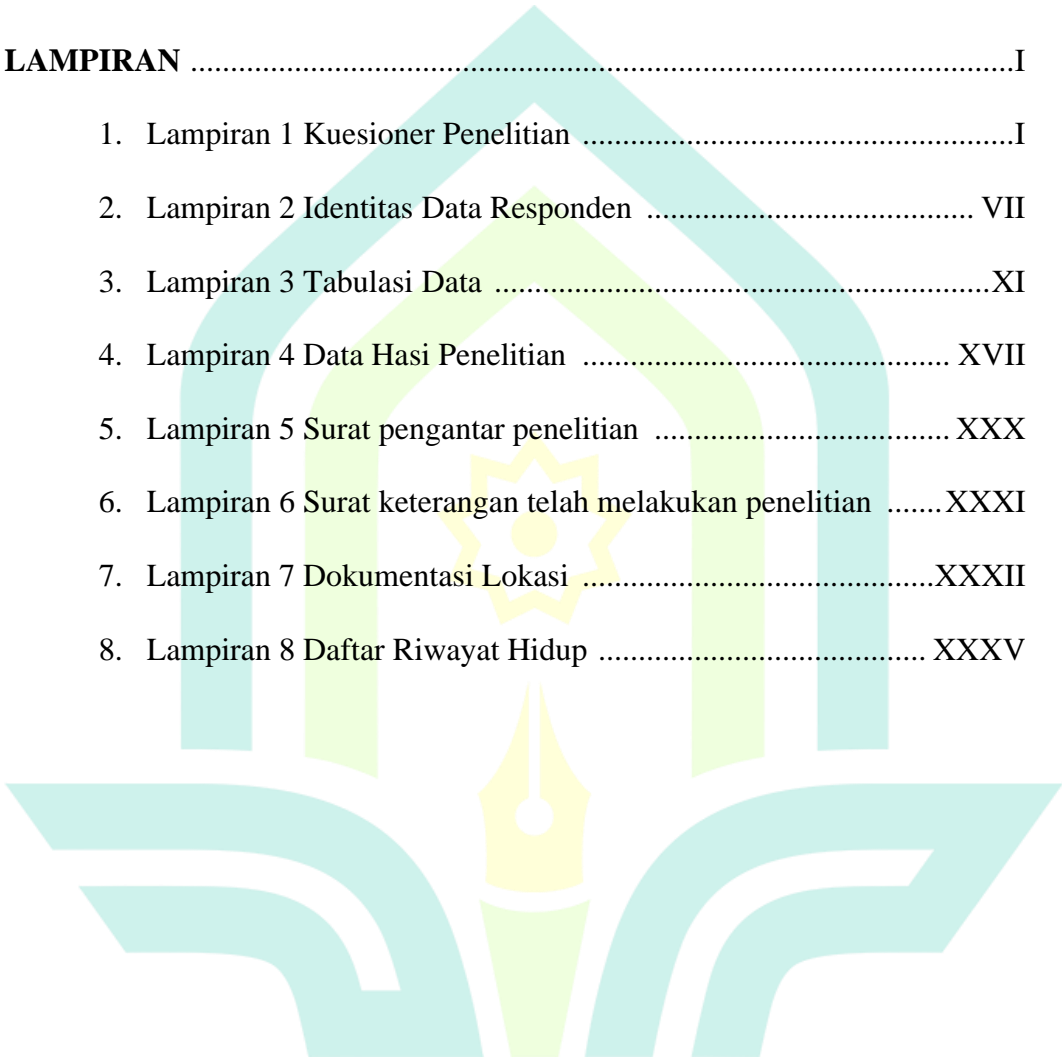 LAMPIRAN ........................................................................................................I
1. Lampiran 1 Kuesioner Penelitian .......................................................I
2. Lampiran 2 Identitas Data Responden ......................................... VII
3. Lampiran 3 Tabulasi Data ...............................................................XI
4. Lampiran 4 Data Hasi Penelitian .............................................. XVII
5. Lampiran 5 Surat pengantar penelitian ..................................... XXX
6. Lampiran 6 Surat keterangan telah melakukan penelitian .......XXXI
7. Lampiran 7 Dokumentasi Lokasi ............................................XXXII
8. Lampiran 8 Daftar Riwayat Hidup ......................................... XXXV